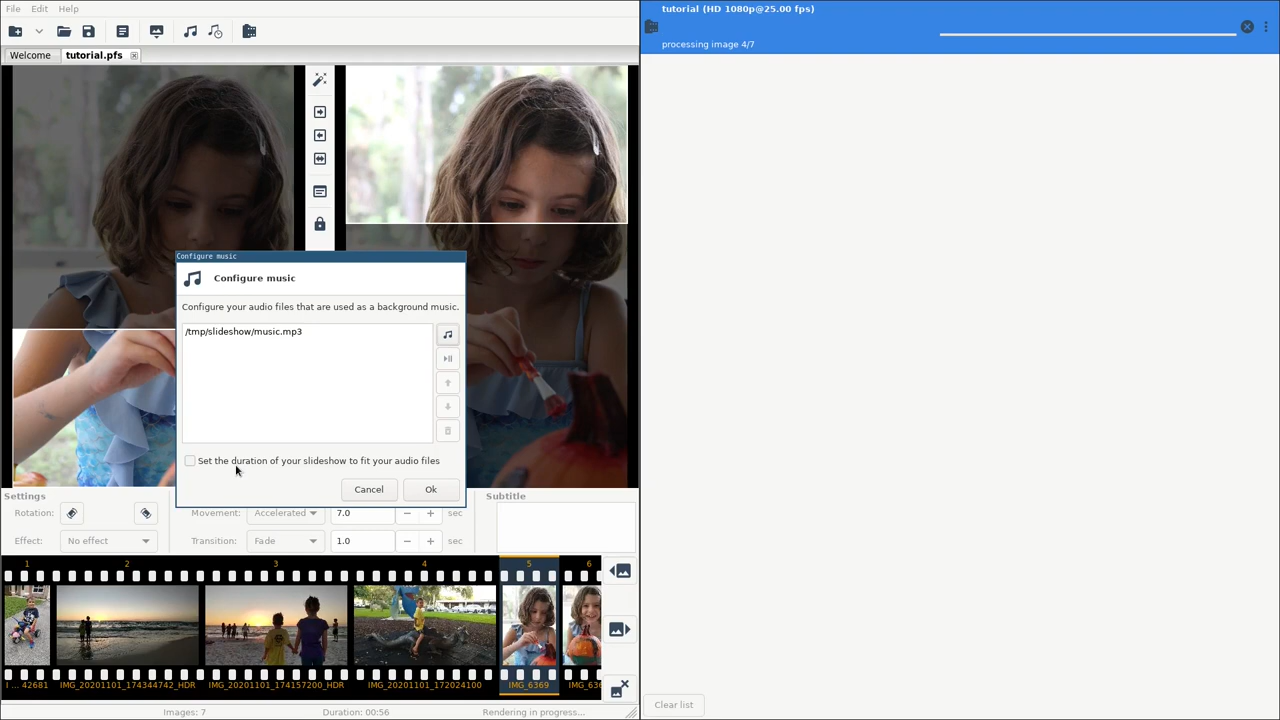 File Edit Help
Welcome
tutorial.pfs
tutorial (HD 1080p@25.00 fps)
processing image 4/7
Configure music
Configure music
Configure your audio files that are used as a background music.
/tmp/slideshow/music.mp3
Set the duration of your slideshow to fit your audio files
Cancel
Ok
Settings
Subtitle
Rotation:
Movement:
Accelerated
7.0
sec
Effect:
No effect
Transition:
Fade
1.0
sec
1
2
3
4
5
6
I ... 42681
IMG_20201101_174344742_HDR
IMG_20201101_174157200_HDR
IMG_20201101_172024100
IMG_6369
IMG_636
Images: 7
Duration: 00:56
Rendering in progress...
Clear list